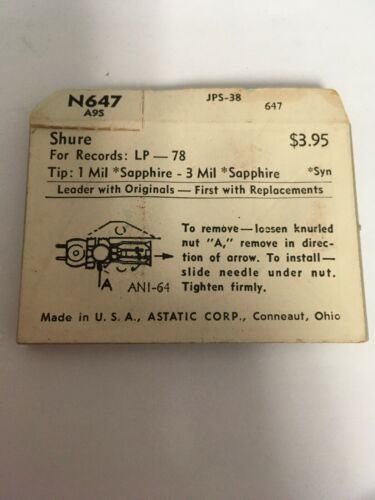 N647
A95
JPS-38
647
Shure
$3.95
For Records: LP — 78
Tip: 1 Mil *Sapphire - 3 Mil *Sapphire *Syn
Leader with Originals — First with Replacements
To remove—loosen knurled
nut "A," remove in direc-
tion of arrow. To install—
slide needle under nut.
Tighten firmly.
A
ANI-64
Made in U. S. A., ASTATIC CORP., Conneaut, Ohio